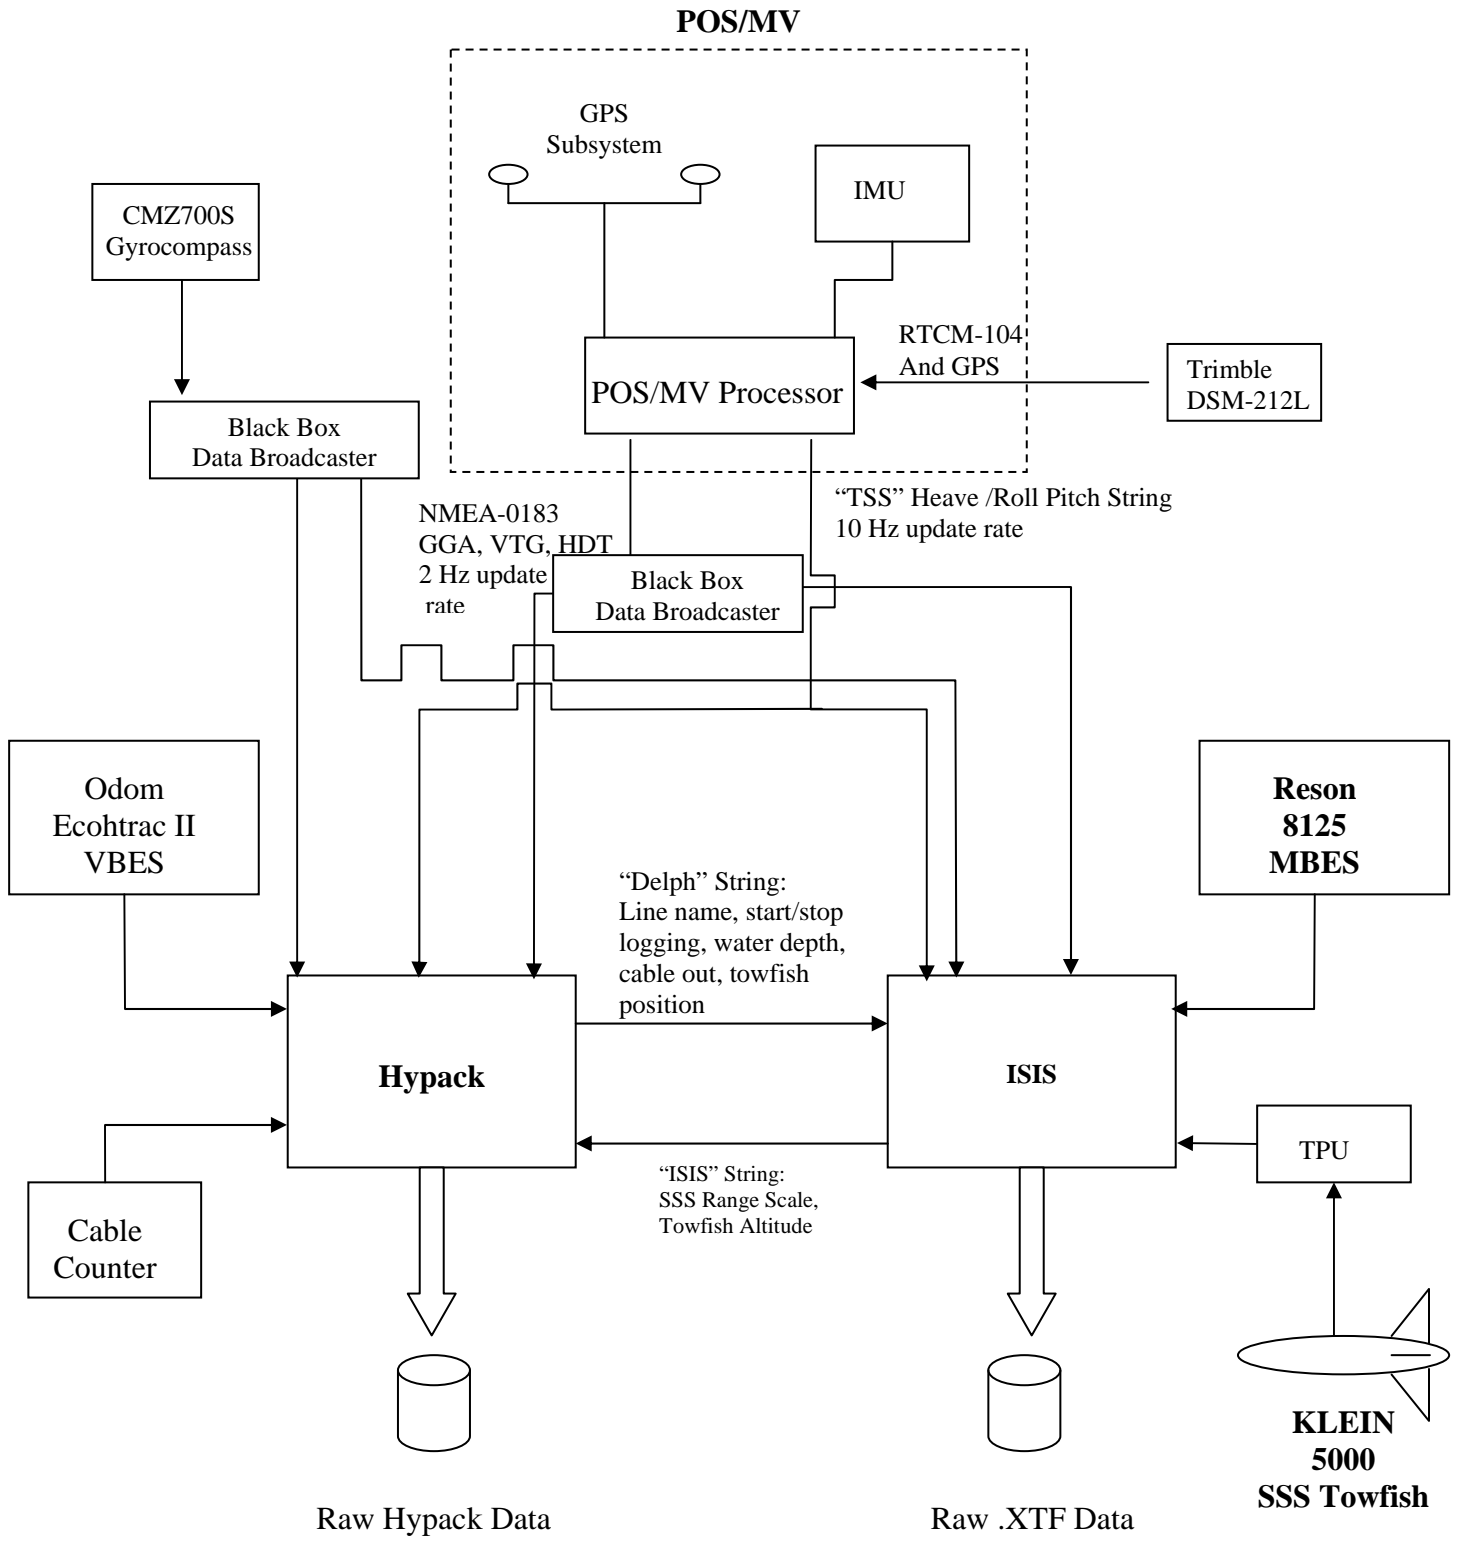 POS/MV
GPS
Subsystem
IMU
CMZ700S
Gyrocompass
RTCM-104
And GPS
Trimble
DSM-212L
POS/MV Processor
Black Box
Data Broadcaster
"TSS" Heave /Roll Pitch String
10 Hz update rate
NMEA-0183
GGA, VTG, HDT
2 Hz update
rate
Black Box
Data Broadcaster
Odom
Ecohtrac II
VBES
Reson
8125
MBES
"Delph" String:
Line name, start/stop
logging, water depth,
cable out, towfish
position
Hypack
ISIS
TPU
"ISIS" String:
SSS Range Scale,
Towfish Altitude
Cable
Counter
KLEIN
5000
SSS Towfish
Raw Hypack Data
Raw .XTF Data